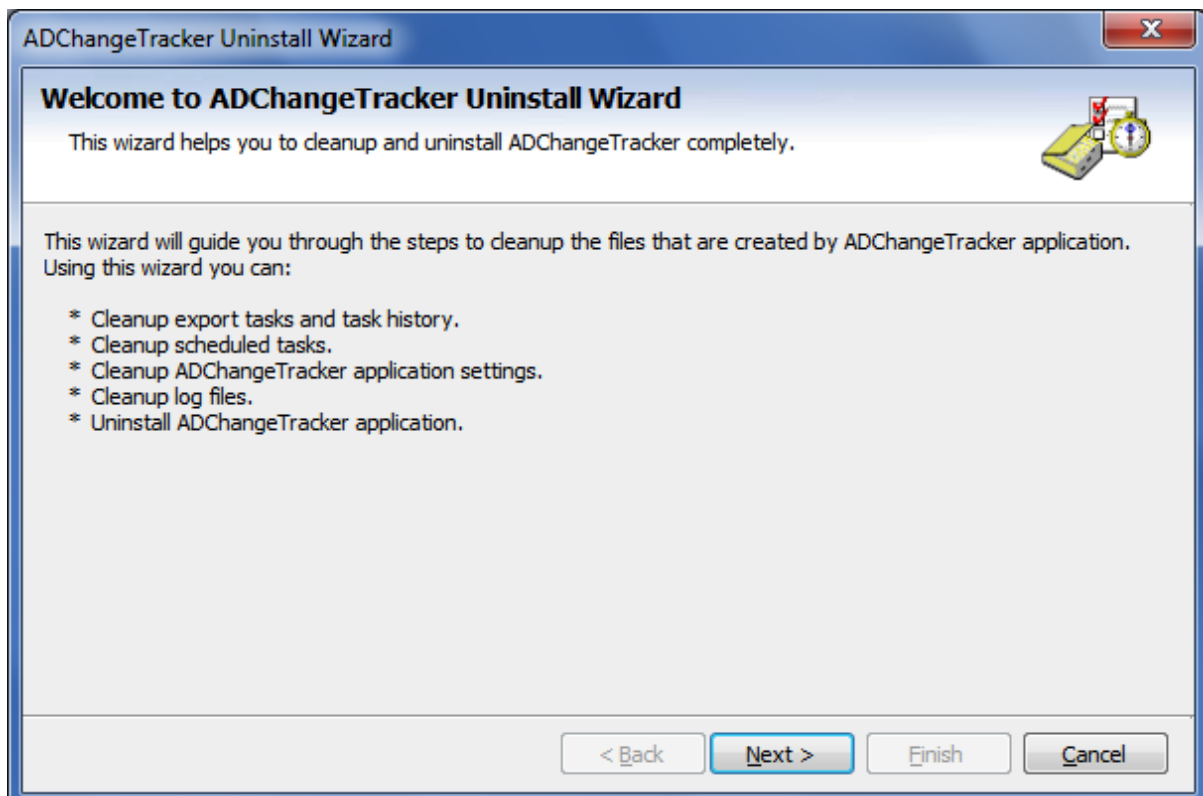 ADChangeTracker Uninstall Wizard
Welcome to ADChangeTracker Uninstall Wizard
This wizard helps you to cleanup and uninstall ADChangeTracker completely.
This wizard will guide you through the steps to cleanup the files that are created by ADChangeTracker application.
Using this wizard you can:
* Cleanup export tasks and task history.
* Cleanup scheduled tasks.
* Cleanup ADChangeTracker application settings.
* Cleanup log files.
* Uninstall ADChangeTracker application.
< Back Next > Finish Cancel